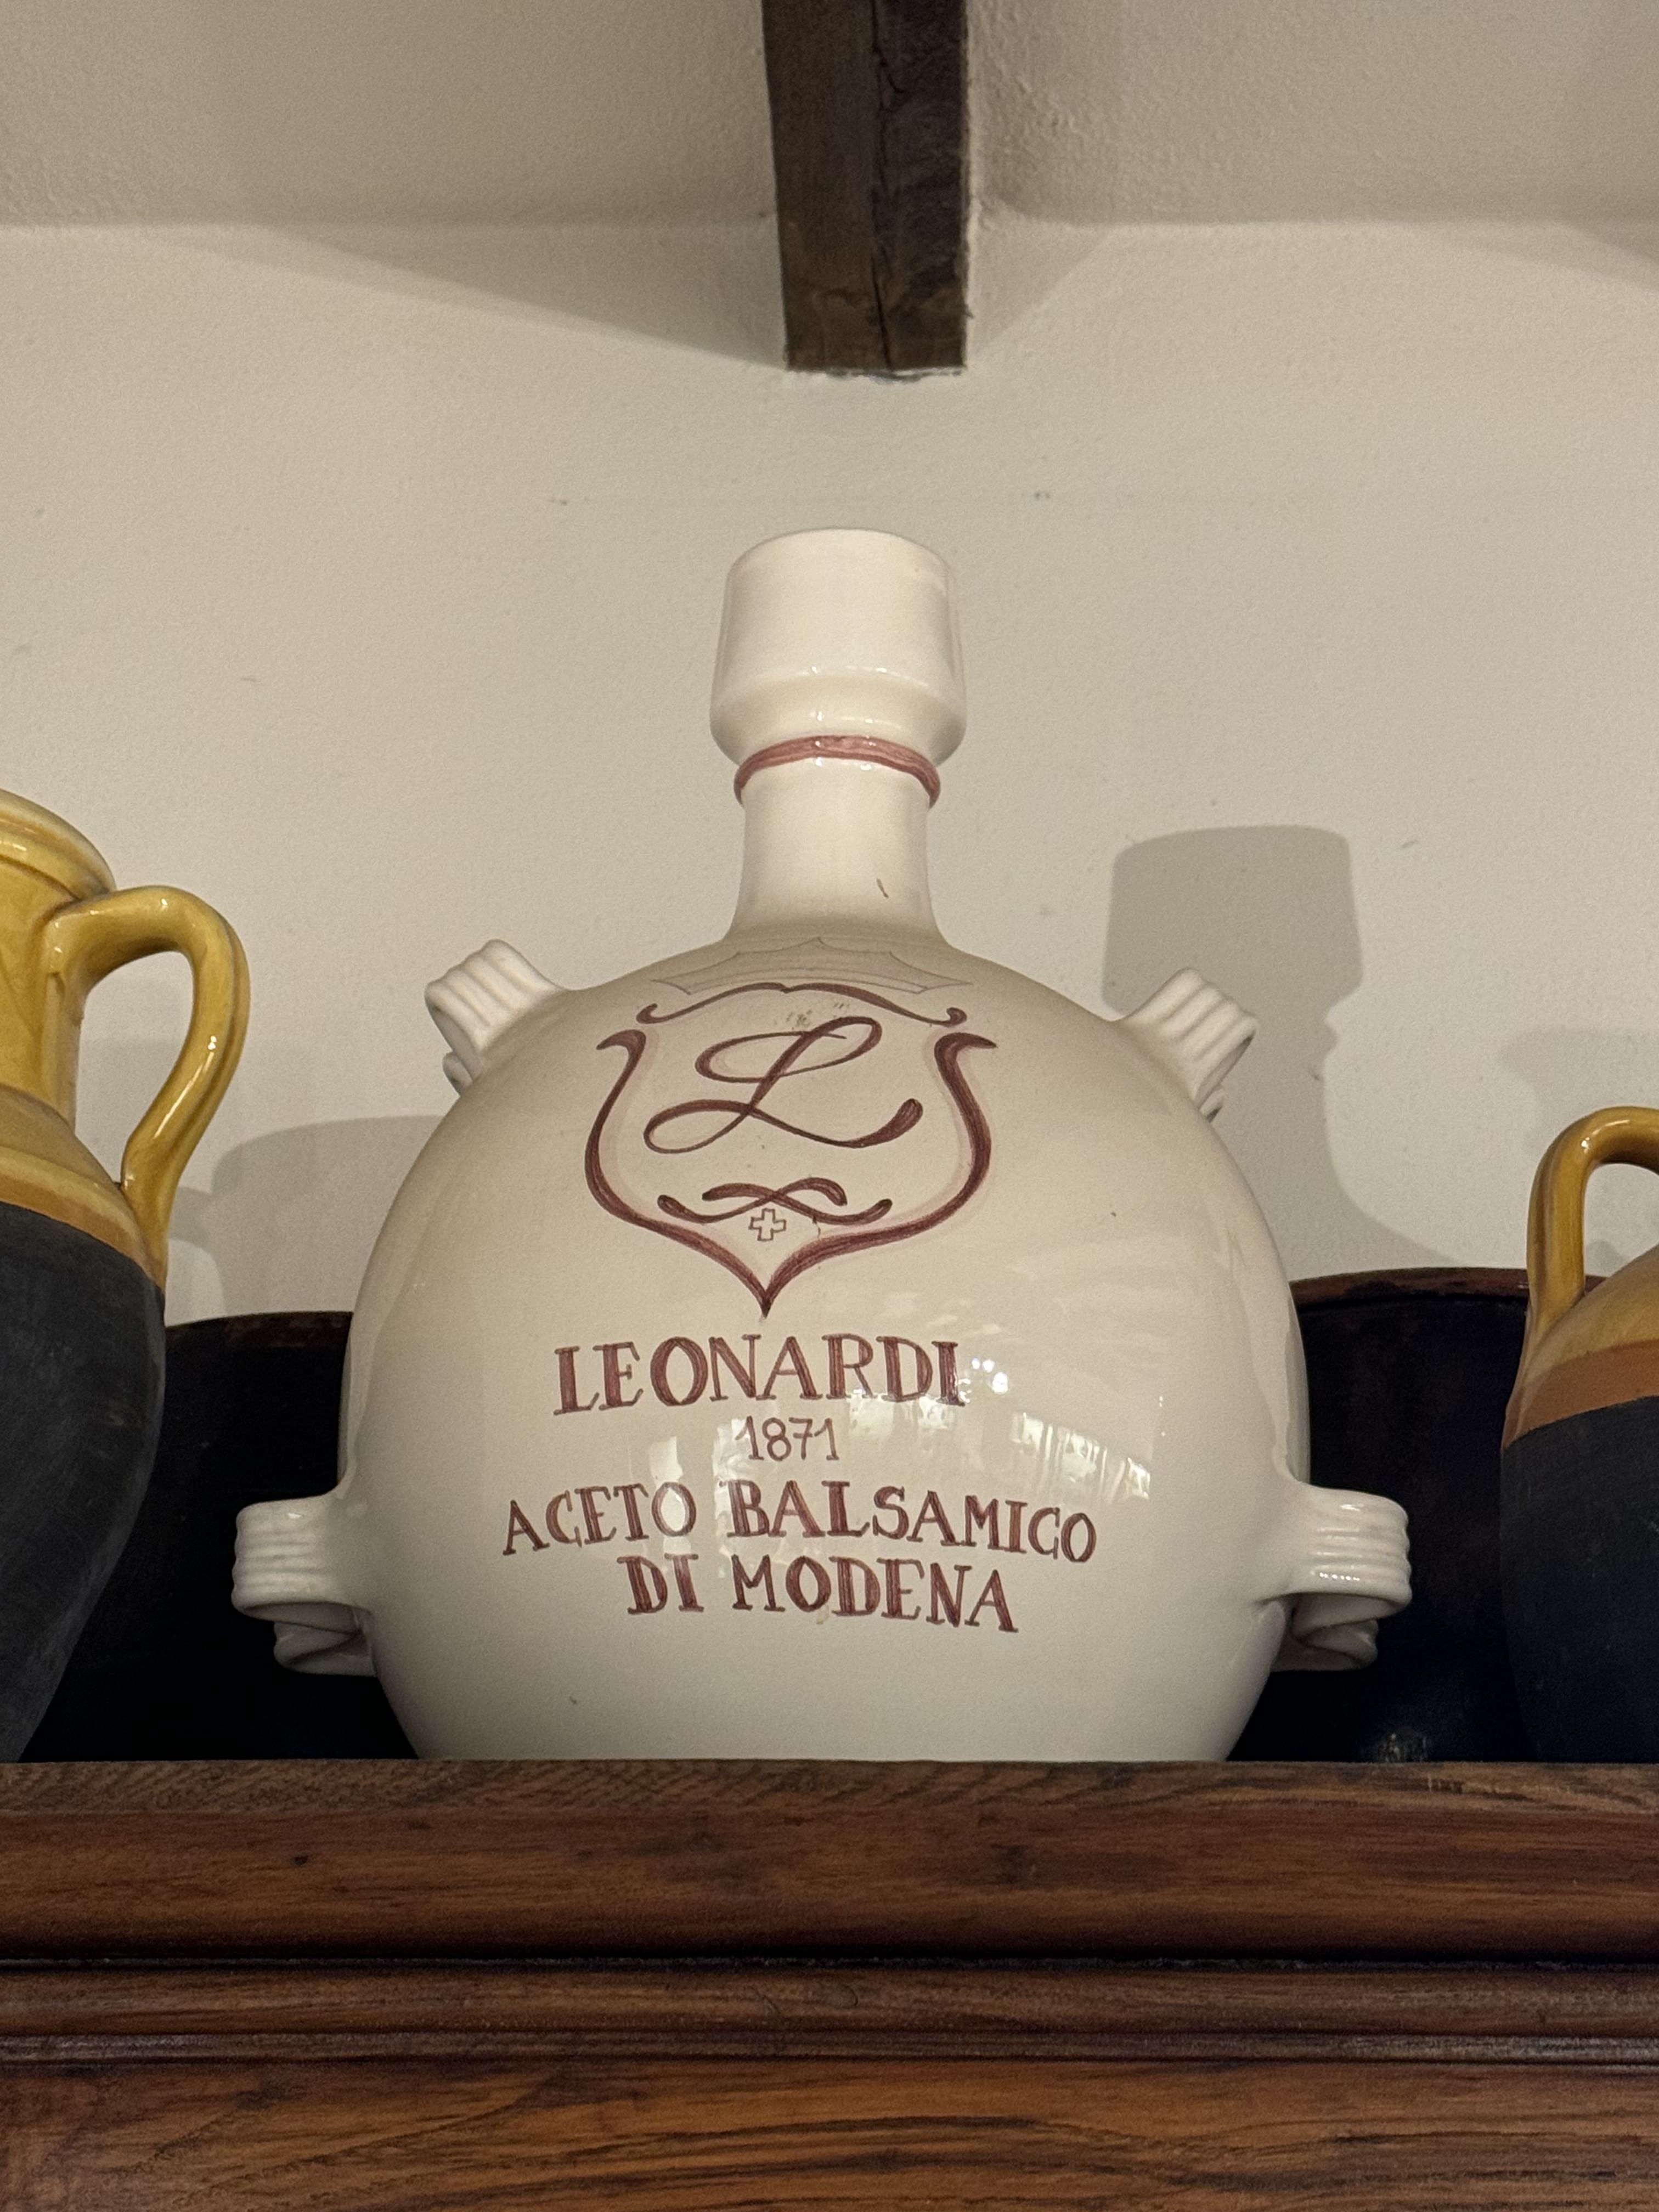 L
LEONARDI
1871
ACETO BALSAMICO
DI MODENA